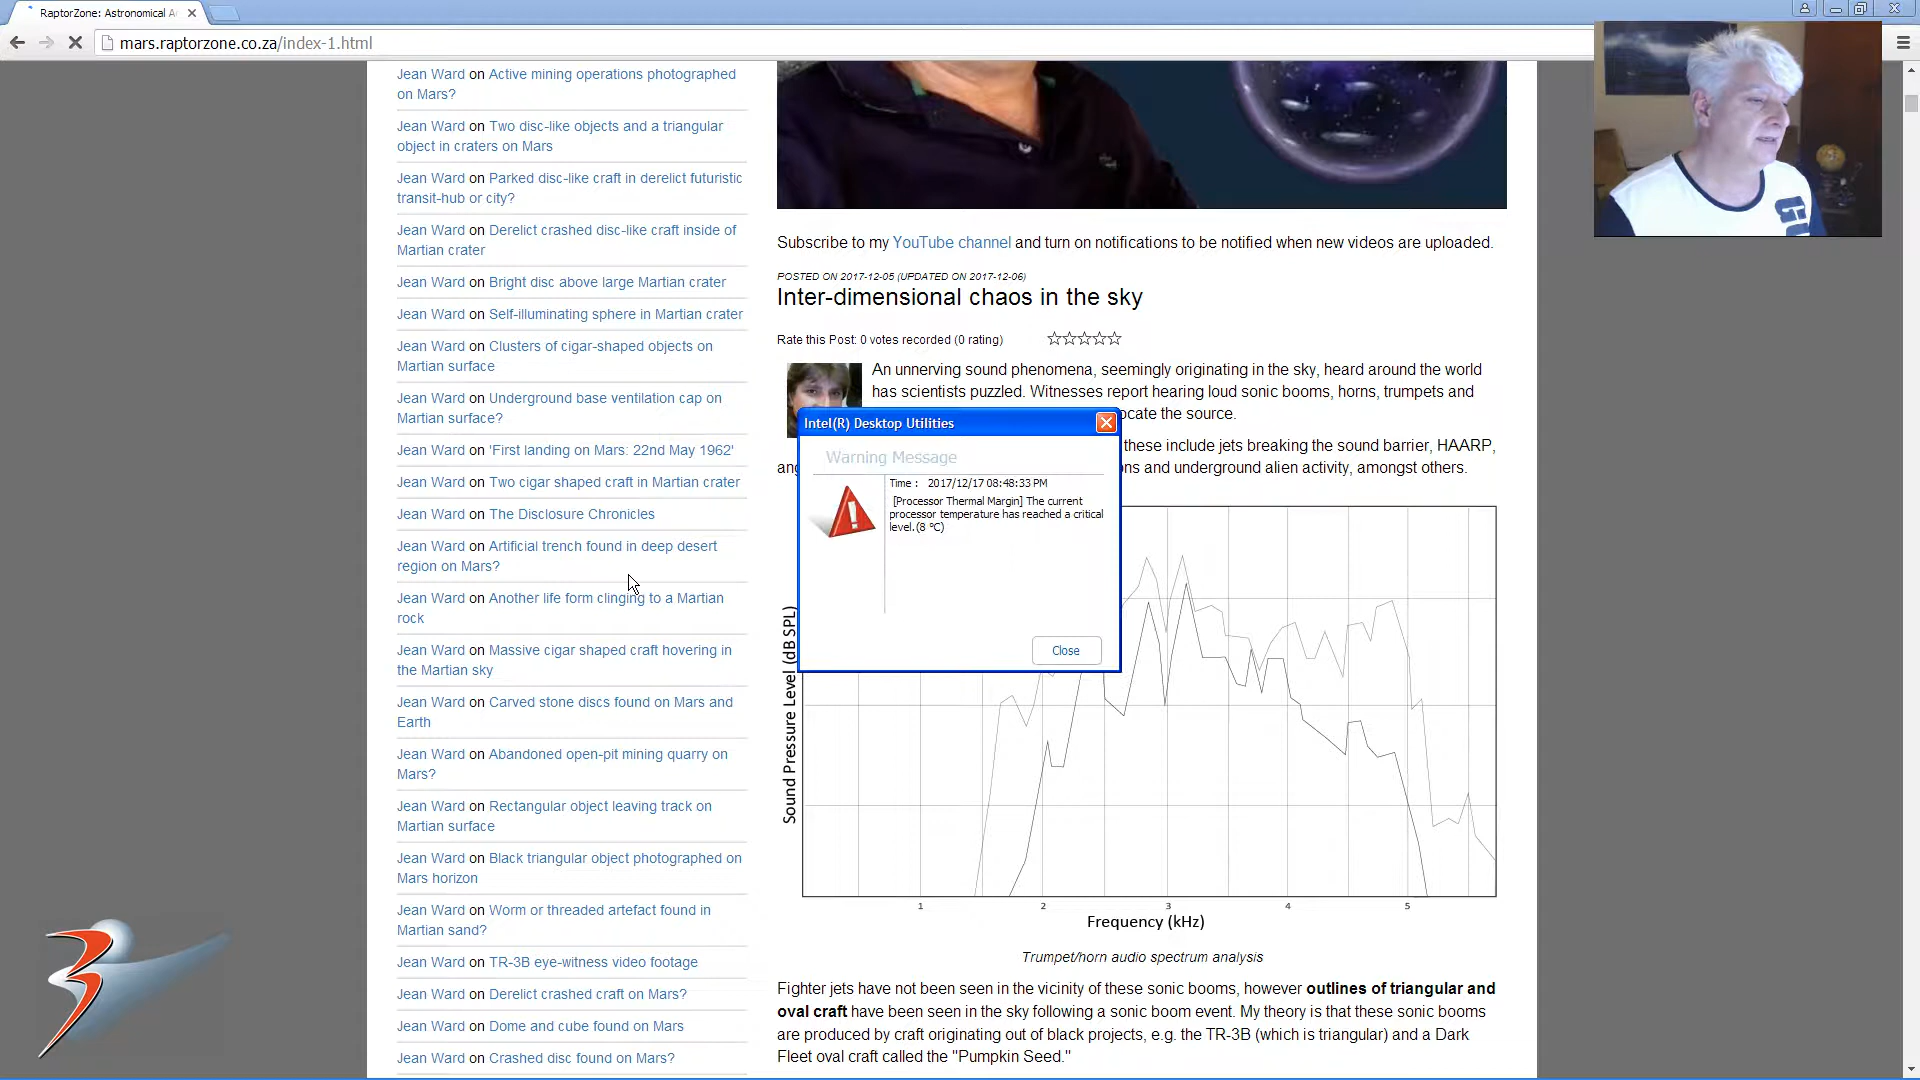 RaptorZone: Astronomical A
mars.raptorzone.co.za/index-1.html
Jean Ward on Active mining operations photographed
on Mars?
Jean Ward on Two disc-like objects and a triangular
object in craters on Mars
Jean Ward on Parked disc-like craft in derelict futuristic
transit-hub or city?
Jean Ward on Derelict crashed disc-like craft inside of
Martian crater
Jean Ward on Bright disc above large Martian crater
Jean Ward on Self-illuminating sphere in Martian crater
Jean Ward on Clusters of cigar-shaped objects on
Martian surface
Jean Ward on Underground base ventilation cap on
Martian surface?
Jean Ward on 'First landing on Mars: 22nd May 1962'
Jean Ward on Two cigar shaped craft in Martian crater
Jean Ward on The Disclosure Chronicles
Jean Ward on Artificial trench found in deep desert
region on Mars?
Jean Ward on Another life form clinging to a Martian
rock
Jean Ward on Massive cigar shaped craft hovering in
the Martian sky
Jean Ward on Carved stone discs found on Mars and
Earth
Jean Ward on Abandoned open-pit mining quarry on
Mars?
Jean Ward on Rectangular object leaving track on
Martian surface
Jean Ward on Black triangular object photographed on
Mars horizon
Jean Ward on Worm or threaded artefact found in
Martian sand?
Jean Ward on TR-3B eye-witness video footage
Jean Ward on Derelict crashed craft on Mars?
Jean Ward on Dome and cube found on Mars
Jean Ward on Crashed disc found on Mars?
Subscribe to my YouTube channel and turn on notifications to be notified when new videos are uploaded.
POSTED ON 2017-12-05 (UPDATED ON 2017-12-06)
Inter-dimensional chaos in the sky
Rate this Post: 0 votes recorded (0 rating)
An unnerving sound phenomena, seemingly originating in the sky, heard around the world
has scientists puzzled. Witnesses report hearing loud sonic booms, horns, trumpets and
ocate the source.
these include jets breaking the sound barrier, HAARP,
ons and underground alien activity, amongst others.
Intel(R) Desktop Utilities
Warning Message
Time : 2017/12/17 08:48:33 PM
[Processor Thermal Margin] The current
processor temperature has reached a critical
level.(8 °C)
Close
Sound Pressure Level (dB SPL)
1 2 3 4 5
Frequency (kHz)
Trumpet/horn audio spectrum analysis
Fighter jets have not been seen in the vicinity of these sonic booms, however outlines of triangular and
oval craft have been seen in the sky following a sonic boom event. My theory is that these sonic booms
are produced by craft originating out of black projects, e.g. the TR-3B (which is triangular) and a Dark
Fleet oval craft called the "Pumpkin Seed."